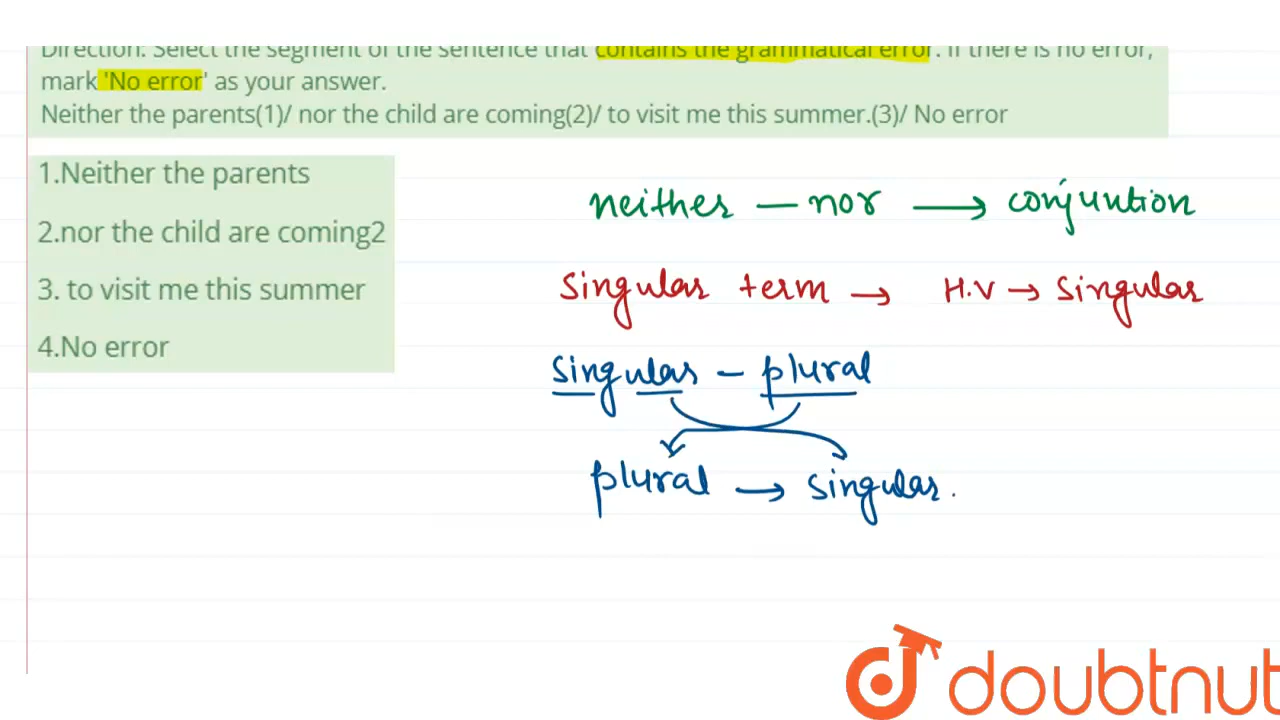 Direction: Select the segment of the sentence that contains the grammatical error. If there is no error,
mark 'No error' as your answer.
Neither the parents(1)/ nor the child are coming(2)/ to visit me this summer.(3)/ No error
1.Neither the parents
2.nor the child are coming2
3. to visit me this summer
4.No error
neither — nor → conjuntion
Singular term → H.V → Singular
Singular – plural
plural → singular.
doubtnut